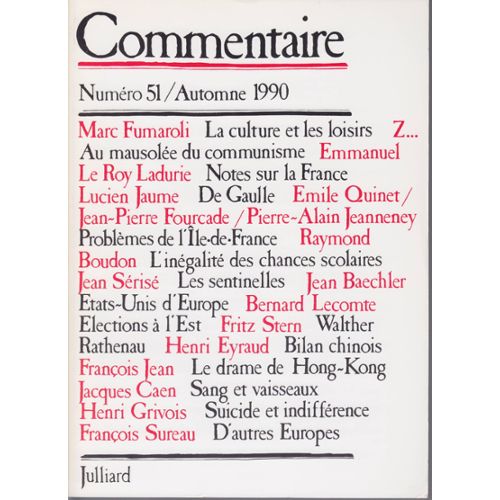 Commentaire
Numéro 51/Automne 1990
Marc Fumaroli La culture et les loisirs Z...
Au mausolée du communisme Emmanuel
Le Roy Ladurie Notes sur la France
Lucien Jaume De Gaulle Emile Quinet/
Jean-Pierre Fourcade/Pierre-Alain Jeanneney
Problèmes de l'Île-de-France Raymond
Boudon L'inégalité des chances scolaires
Jean Sérisé Les sentinelles Jean Baechler
Etats-Unis d'Europe Bernard Lecomte
Elections à l'Est Fritz Stern Walther
Rathenau Henri Eyraud Bilan chinois
François Jean Le drame de Hong-Kong
Jacques Caen Sang et vaisseaux
Henri Grivois Suicide et indifférence
François Sureau D'autres Europes
Julliard